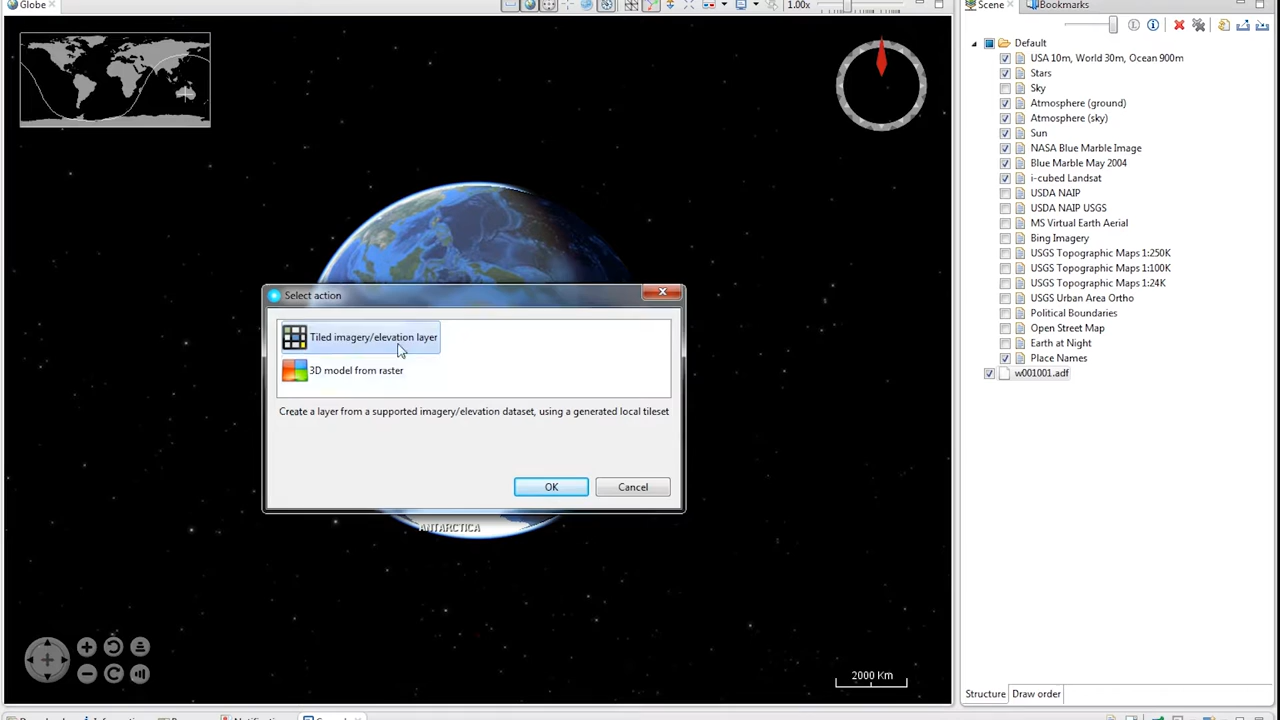 Globe
1.00x
Scene
Bookmarks
Default
USA 10m, World 30m, Ocean 900m
Stars
Sky
Atmosphere (ground)
Atmosphere (sky)
Sun
NASA Blue Marble Image
Blue Marble May 2004
i-cubed Landsat
USDA NAIP
USDA NAIP USGS
MS Virtual Earth Aerial
Bing Imagery
USGS Topographic Maps 1:250K
USGS Topographic Maps 1:100K
USGS Topographic Maps 1:24K
USGS Urban Area Ortho
Political Boundaries
Open Street Map
Earth at Night
Place Names
w001001.adf
Select action
Tiled imagery/elevation layer
3D model from raster
Create a layer from a supported imagery/elevation dataset, using a generated local tileset
OK
Cancel
ANTARCTICA
2000 Km
Structure
Draw order